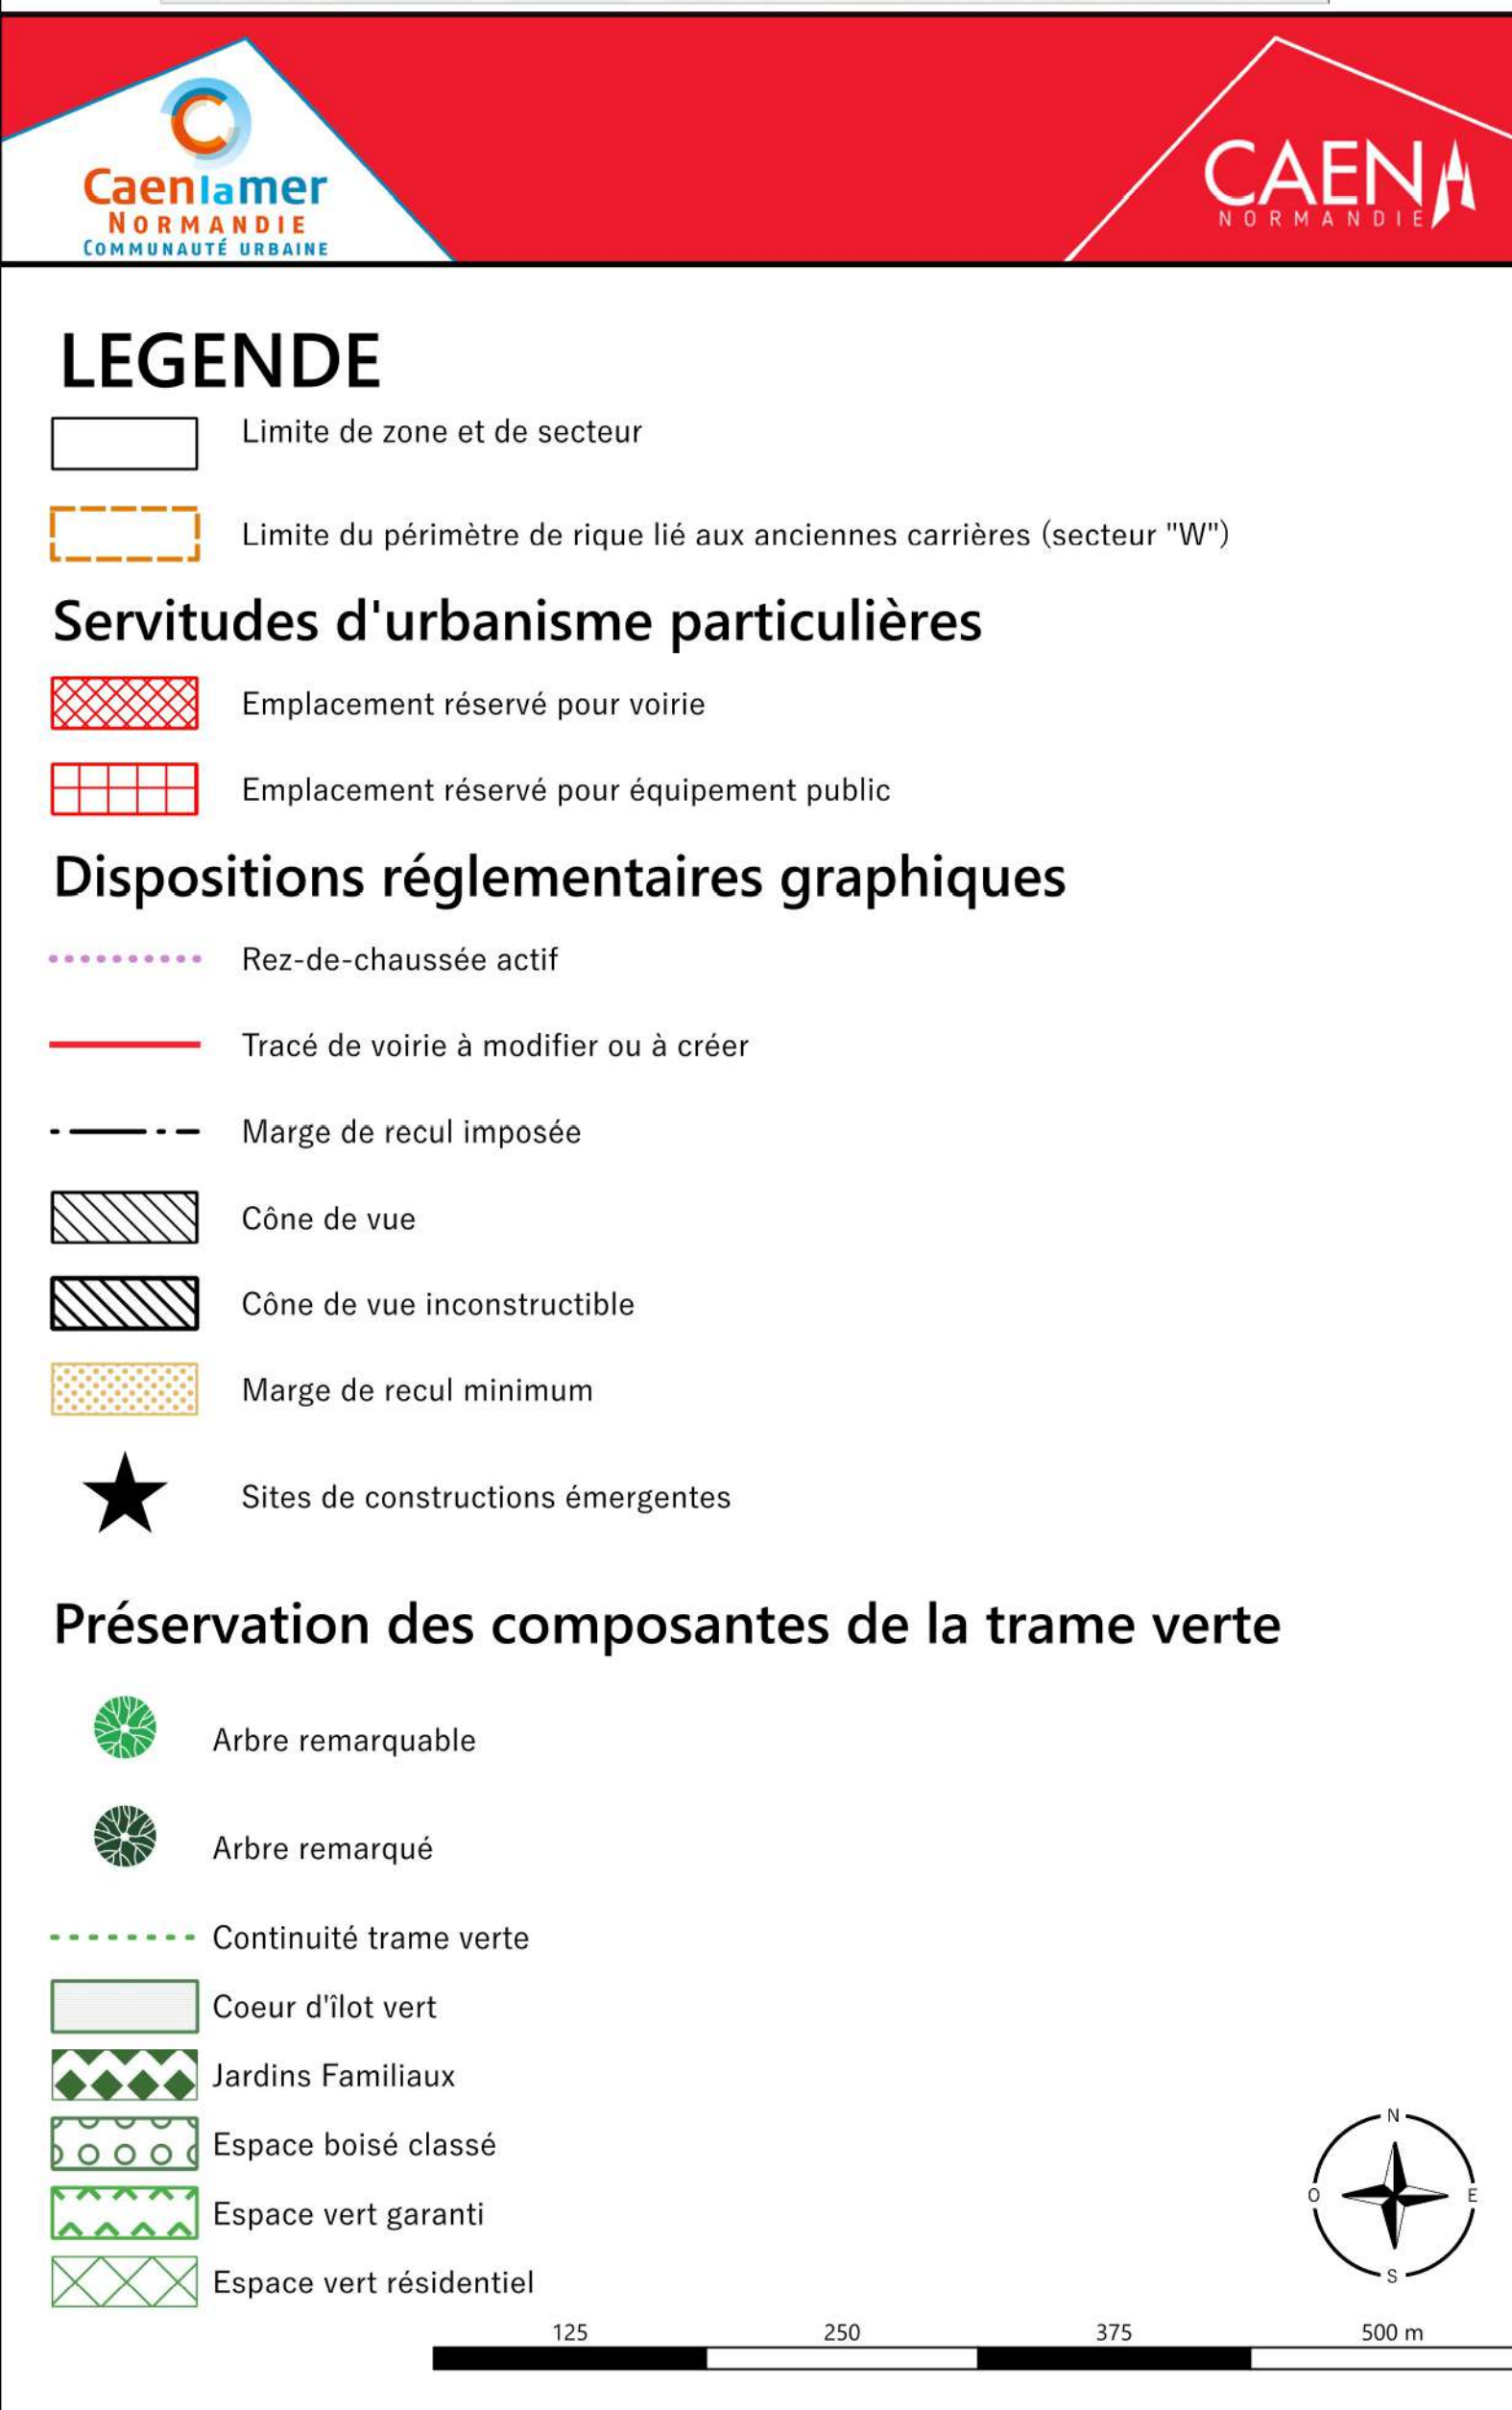 Caenlamer
NORMANDIE
COMMUNAUTÉ URBAINE
CAEN
NORMANDIE
LEGENDE
Limite de zone et de secteur
Limite du périmètre de rique lié aux anciennes carrières (secteur "W")
Servitudes d'urbanisme particulières
Emplacement réservé pour voirie
Emplacement réservé pour équipement public
Dispositions réglementaires graphiques
Rez-de-chaussée actif
Tracé de voirie à modifier ou à créer
Marge de recul imposée
Cône de vue
Cône de vue inconstructible
Marge de recul minimum
Sites de constructions émergentes
Préservation des composantes de la trame verte
Arbre remarquable
Arbre remarqué
Continuité trame verte
Coeur d'îlot vert
Jardins Familiaux
Espace boisé classé
Espace vert garanti
Espace vert résidentiel
N
O E
S
125 250 375 500 m